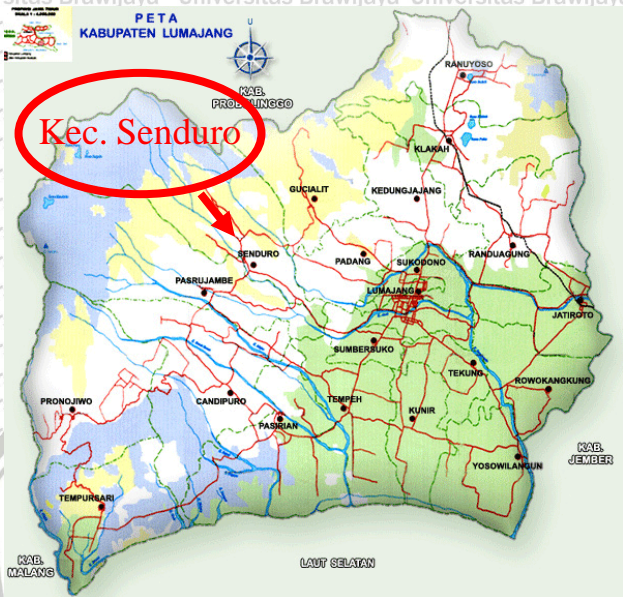 PETA
KABUPATEN LUMAJANG
U
KAB.
PROBOLINGGO
Kec. Senduro
RANUYOSO
KLAKAH
GUCIALIT
KEDUNGJAJANG
SENDURO
PADANG
SUKODONO
RANDUAGUNG
PASRUJAMBE
LUMAJANG
JATIROTO
SUMBERSUKO
TEKUNG
ROWOKANGKUNG
PRONOJIWO
CANDIPURO
TEMPEH
KUNIR
PASIRIAN
KAB.
JEMBER
YOSOWILANGUN
TEMPURSARI
KAB.
MALANG
LAUT SELATAN